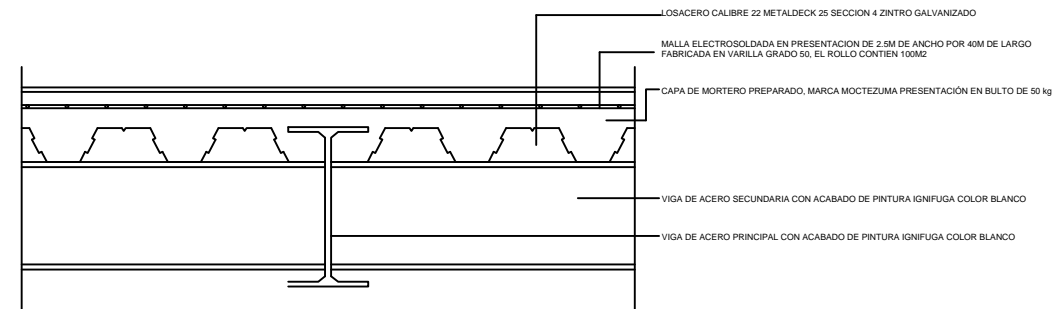 LOSACERO CALIBRE 22 METALDECK 25 SECCION 4 ZINTRO GALVANIZADO
MALLA ELECTROSOLDADA EN PRESENTACION DE 2.5M DE ANCHO POR 40M DE LARGO
FABRICADA EN VARILLA GRADO 50, EL ROLLO CONTIEN 100M2
CAPA DE MORTERO PREPARADO, MARCA MOCTEZUMA PRESENTACIÓN EN BULTO DE 50 kg
VIGA DE ACERO SECUNDARIA CON ACABADO DE PINTURA IGNIFUGA COLOR BLANCO
VIGA DE ACERO PRINCIPAL CON ACABADO DE PINTURA IGNIFUGA COLOR BLANCO